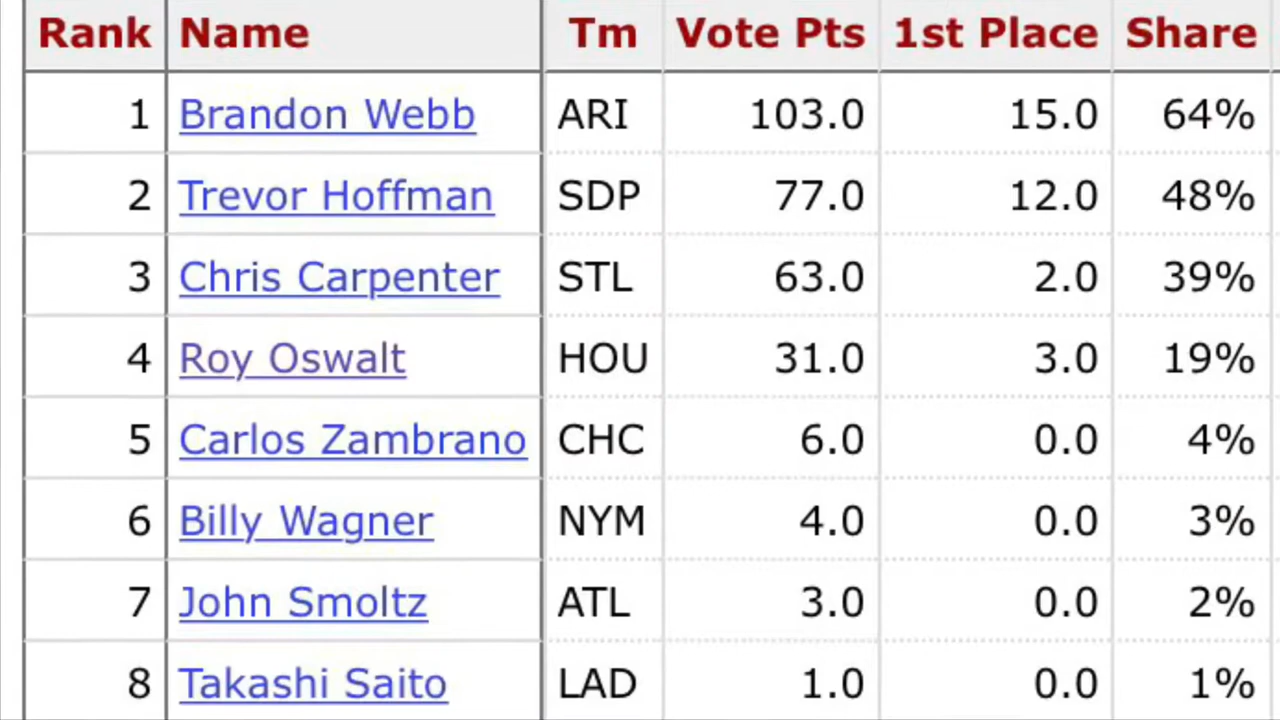 Rank Name Tm Vote Pts 1st Place Share
1 Brandon Webb ARI 103.0 15.0 64%
2 Trevor Hoffman SDP 77.0 12.0 48%
3 Chris Carpenter STL 63.0 2.0 39%
4 Roy Oswalt HOU 31.0 3.0 19%
5 Carlos Zambrano CHC 6.0 0.0 4%
6 Billy Wagner NYM 4.0 0.0 3%
7 John Smoltz ATL 3.0 0.0 2%
8 Takashi Saito LAD 1.0 0.0 1%